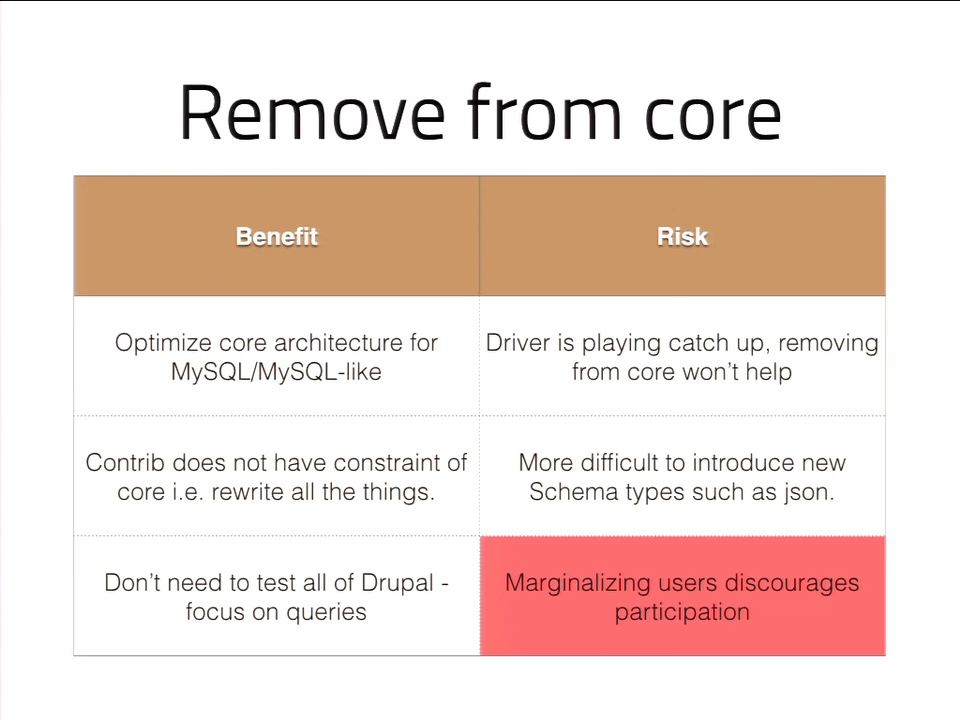 Remove from core
Benefit
Risk
Optimize core architecture for
MySQL/MySQL-like
Driver is playing catch up, removing
from core won't help
Contrib does not have constraint of
core i.e. rewrite all the things.
More difficult to introduce new
Schema types such as json.
Don't need to test all of Drupal -
focus on queries
Marginalizing users discourages
participation